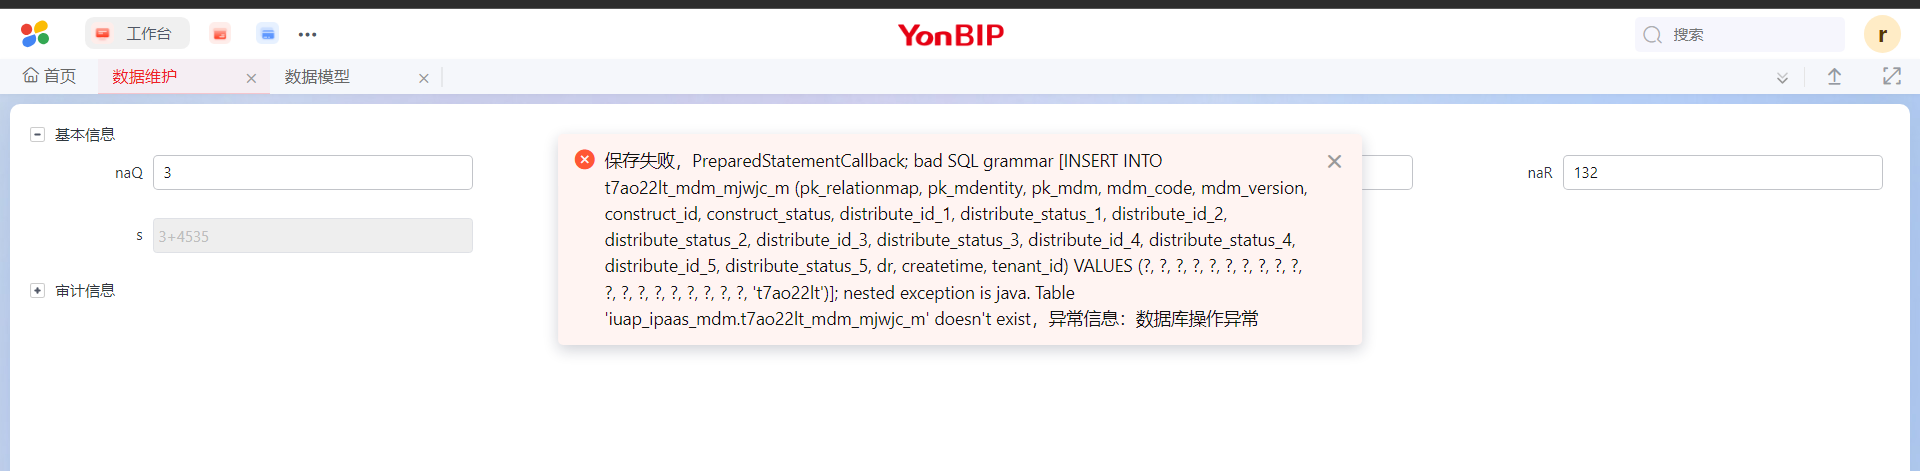 工作台
YonBIP
搜索
r
首页
数据维护
数据模型
基本信息
naQ
3
naR
132
s
3+4535
审计信息
保存失败，PreparedStatementCallback; bad SQL grammar [INSERT INTO
t7ao22lt_mdm_mjwjc_m (pk_relationmap, pk_mdentity, pk_mdm, mdm_code, mdm_version,
construct_id, construct_status, distribute_id_1, distribute_status_1, distribute_id_2,
distribute_status_2, distribute_id_3, distribute_status_3, distribute_id_4, distribute_status_4,
distribute_id_5, distribute_status_5, dr, createtime, tenant_id) VALUES (?, ?, ?, ?, ?, ?, ?, ?, ?, ?,
?, ?, ?, ?, ?, ?, ?, ?, ?, 't7ao22lt')]; nested exception is java. Table
'iuap_ipaas_mdm.t7ao22lt_mdm_mjwjc_m' doesn't exist，异常信息：数据库操作异常